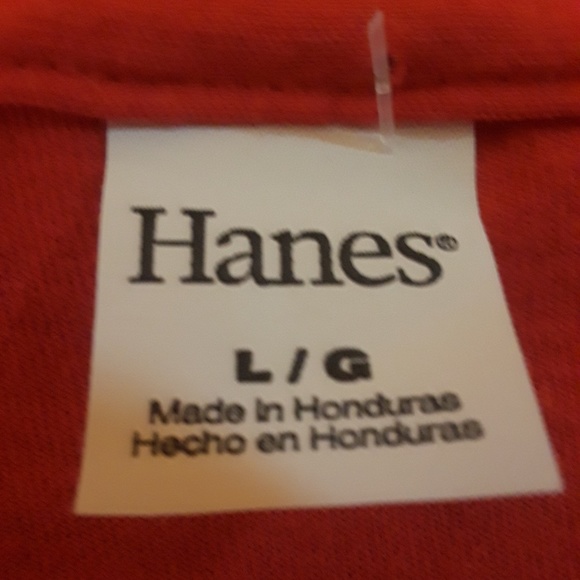 Hanes®
L / G
Made In Honduras
Hecho en Honduras